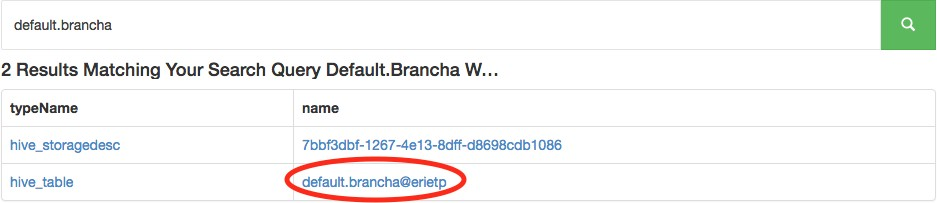 default.brancha
2 Results Matching Your Search Query Default.Brancha W...
typeName name
hive_storagedesc 7bbf3dbf-1267-4e13-8dff-d8698cdb1086
hive_table default.brancha@erietp